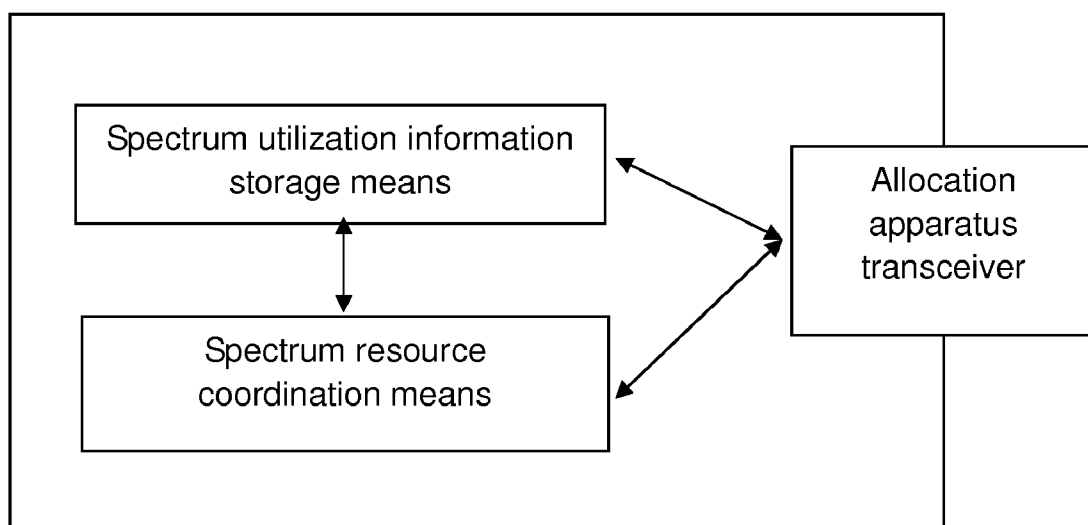 Spectrum utilization information
storage means
Allocation
apparatus
transceiver
Spectrum resource
coordination means